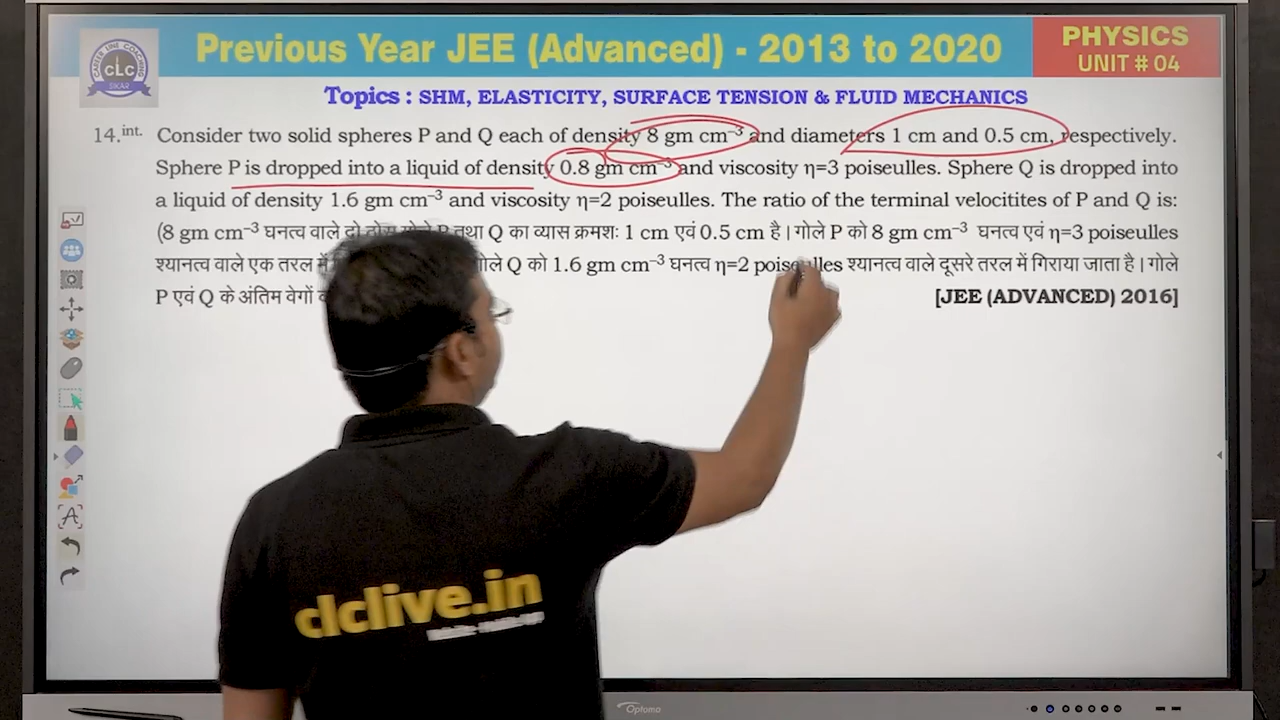 Previous Year JEE (Advanced) - 2013 to 2020
PHYSICS
UNIT # 04
CLC
SIKAR
Topics : SHM, ELASTICITY, SURFACE TENSION & FLUID MECHANICS
14.int. Consider two solid spheres P and Q each of density 8 gm cm⁻³ and diameters 1 cm and 0.5 cm, respectively.
Sphere P is dropped into a liquid of density 0.8 gm cm⁻³ and viscosity η=3 poiseulles. Sphere Q is dropped into
a liquid of density 1.6 gm cm⁻³ and viscosity η=2 poiseulles. The ratio of the terminal velocitites of P and Q is:
(8 gm cm⁻³ घनत्व वाले दो ठोस गोले P तथा Q का व्यास क्रमशः 1 cm एवं 0.5 cm है। गोले P को 8 gm cm⁻³ घनत्व एवं η=3 poiseulles
श्यानत्व वाले एक तरल में गोले Q को 1.6 gm cm⁻³ घनत्व η=2 poiseulles श्यानत्व वाले दूसरे तरल में गिराया जाता है। गोले
P एवं Q के अंतिम वेगों [JEE (ADVANCED) 2016]
clclive.in
Optoma